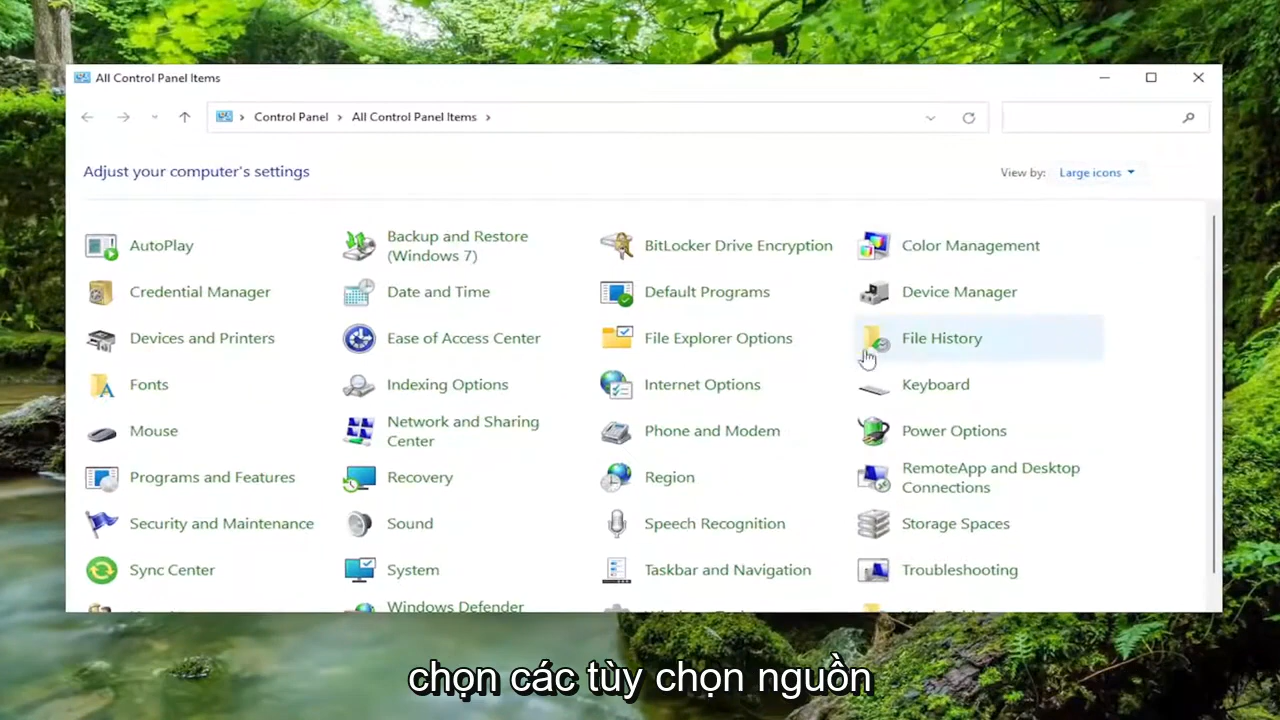 All Control Panel Items
Control Panel > All Control Panel Items >
Adjust your computer's settings
View by: Large icons
AutoPlay
Backup and Restore
(Windows 7)
BitLocker Drive Encryption
Color Management
Credential Manager
Date and Time
Default Programs
Device Manager
Devices and Printers
Ease of Access Center
File Explorer Options
File History
Fonts
Indexing Options
Internet Options
Keyboard
Mouse
Network and Sharing
Center
Phone and Modem
Power Options
Programs and Features
Recovery
Region
RemoteApp and Desktop
Connections
Security and Maintenance
Sound
Speech Recognition
Storage Spaces
Sync Center
System
Taskbar and Navigation
Troubleshooting
Windows Defender
chọn các tùy chọn nguồn